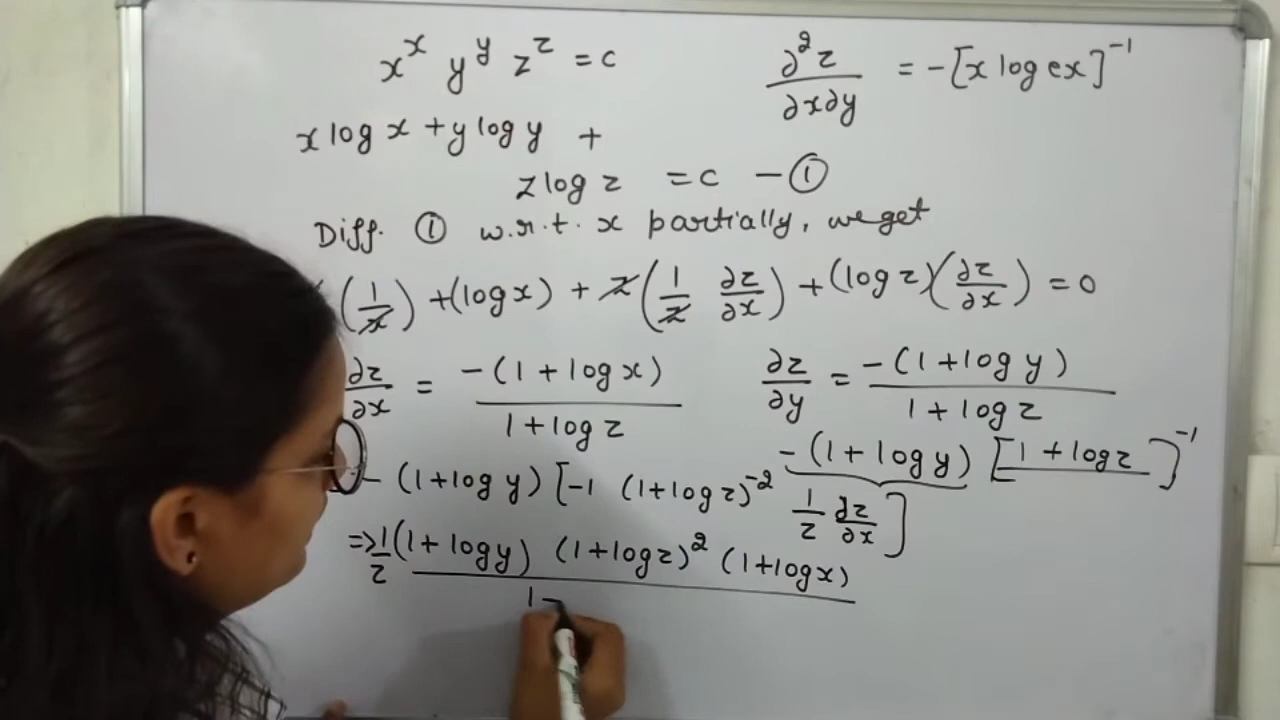 x^x y^y z^z = c
∂²z/∂x∂y = -[x log ex]^-1
x log x + y log y +
z log z = c - ①
Diff. ① w.r.t. x partially, we get
(1/x) + (log x) + z(1/z ∂z/∂x) + (log z)(∂z/∂x) = 0
∂z/∂x = -(1 + log x)/1 + log z
∂z/∂y = -(1 + log y)/1 + log z
-(1 + log y) [1 + log z]^-1
- (1 + log y) [-1 (1 + log z)^-2 1/z ∂z/∂x]
=> 1/z (1 + log y) (1 + log z)^2 (1 + log x)/1 -